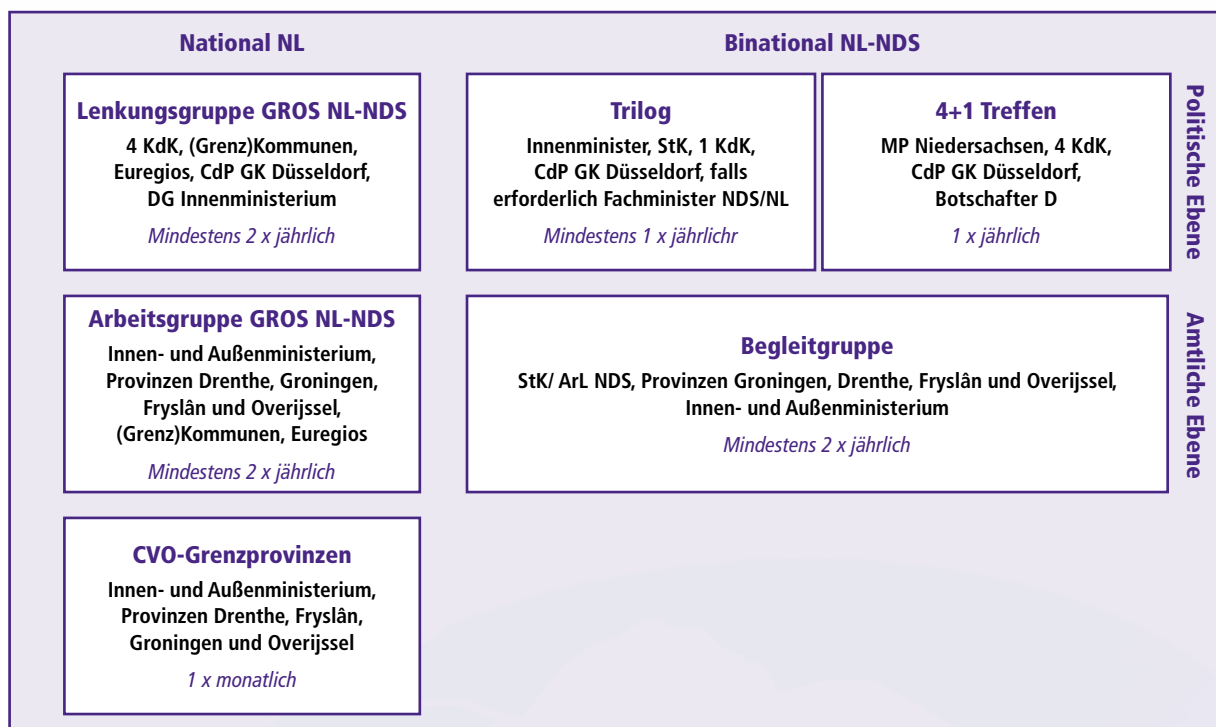 National NL
Binational NL-NDS
Lenkungsgruppe GROS NL-NDS
4 KdK, (Grenz)Kommunen,
Euregios, CdP GK Düsseldorf,
DG Innenministerium
Mindestens 2 x jährlich
Trilog
Innenminister, StK, 1 KdK,
CdP GK Düsseldorf, falls
erforderlich Fachminister NDS/NL
Mindestens 1 x jährlichr
4+1 Treffen
MP Niedersachsen, 4 KdK,
CdP GK Düsseldorf,
Botschafter D
1 x jährlich
Politische Ebene
Arbeitsgruppe GROS NL-NDS
Innen- und Außenministerium,
Provinzen Drenthe, Groningen,
Fryslân und Overijssel,
(Grenz)Kommunen, Euregios
Mindestens 2 x jährlich
Begleitgruppe
StK/ ArL NDS, Provinzen Groningen, Drenthe, Fryslân und Overijssel,
Innen- und Außenministerium
Mindestens 2 x jährlich
Amtliche Ebene
CVO-Grenzprovinzen
Innen- und Außenministerium,
Provinzen Drenthe, Fryslân,
Groningen und Overijssel
1 x monatlich